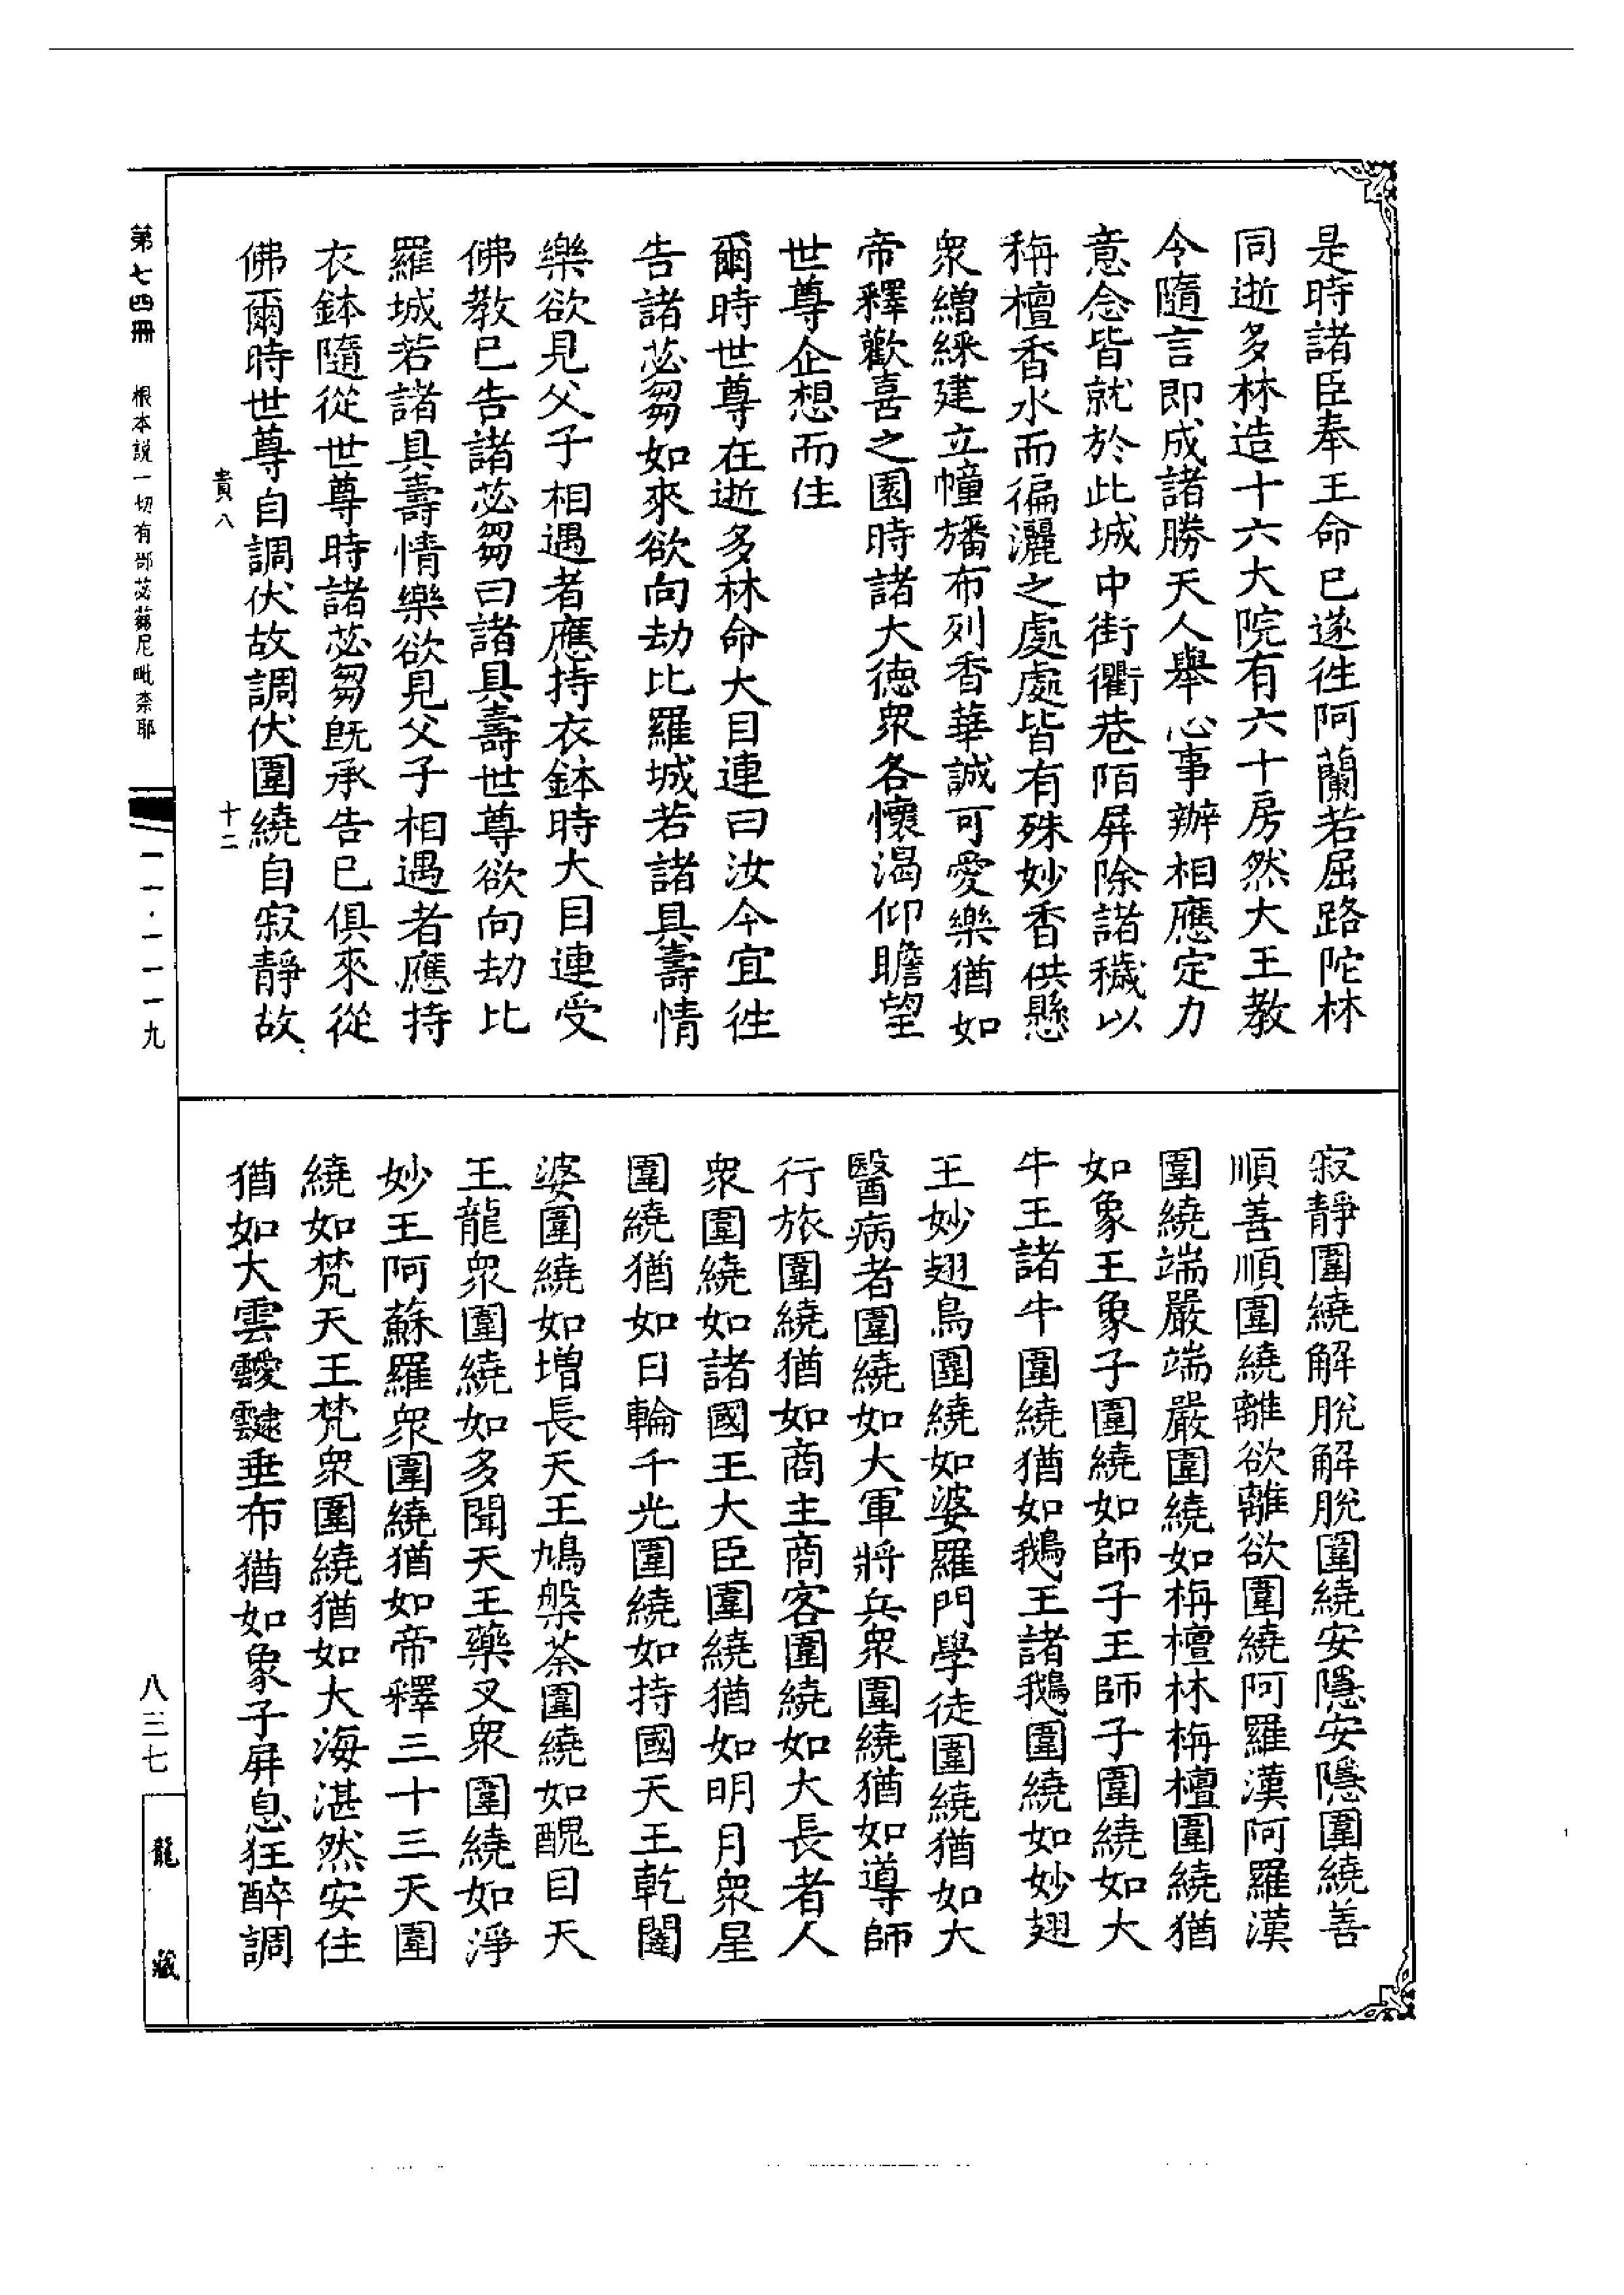 是時諸臣奉王命已遂徃阿蘭若屈路陀林
同逝多林造十六大院有六十房然大王教
令隨言即成諸勝天人舉心事辦相應定力
意念皆就於此城中街衢巷陌屏除諸穢以
栴檀香水而徧灑之處處皆有殊妙香供懸
衆繒綵建立幢旛布列香華誠可愛樂猶如
帝釋歡喜之園時諸大德衆各懷渴仰瞻望
世尊企想而住
爾時世尊在逝多林命大目連曰汝今宜徃
告諸苾芻如來欲向劫比羅城若諸具壽情
樂欲見父子相遇者應持衣鉢時大目連受
佛教已告諸苾芻曰諸具壽世尊欲向劫比
羅城若諸具壽情樂欲見父子相遇者應持
衣鉢隨從世尊時諸苾芻旣承告已俱來從
佛爾時世尊自調伏故調伏圍繞自寂靜故
貴八 十二
寂靜圍繞解脫解脫圍繞安隱安隱圍繞善
順善順圍繞離欲離欲圍繞阿羅漢阿羅漢
圍繞端嚴端嚴圍繞如栴檀林栴檀圍繞猶
如象王象子圍繞如師子王師子圍繞如大
牛王諸牛圍繞猶如鵝王諸鵝圍繞如妙翅
王妙翅鳥圍繞如婆羅門學徒圍繞猶如大
醫病者圍繞如大軍將兵衆圍繞猶如導師
行旅圍繞猶如商主商客圍繞如大長者人
衆圍繞如諸國王大臣圍繞猶如明月衆星
圍繞猶如日輪千光圍繞如持國天王乾闥
婆圍繞如增長天王鳩槃荼圍繞如醜目天
王龍衆圍繞如多聞天王藥叉衆圍繞如淨
妙王阿蘇羅衆圍繞猶如帝釋三十三天圍
繞如梵天王梵衆圍繞猶如大海湛然安住
猶如大雲靉靆垂布猶如象子屏息狂醉調
第七四冊 根本説一切有部苾蒭尼毗柰耶
一一·一一一九
八三七
龍藏